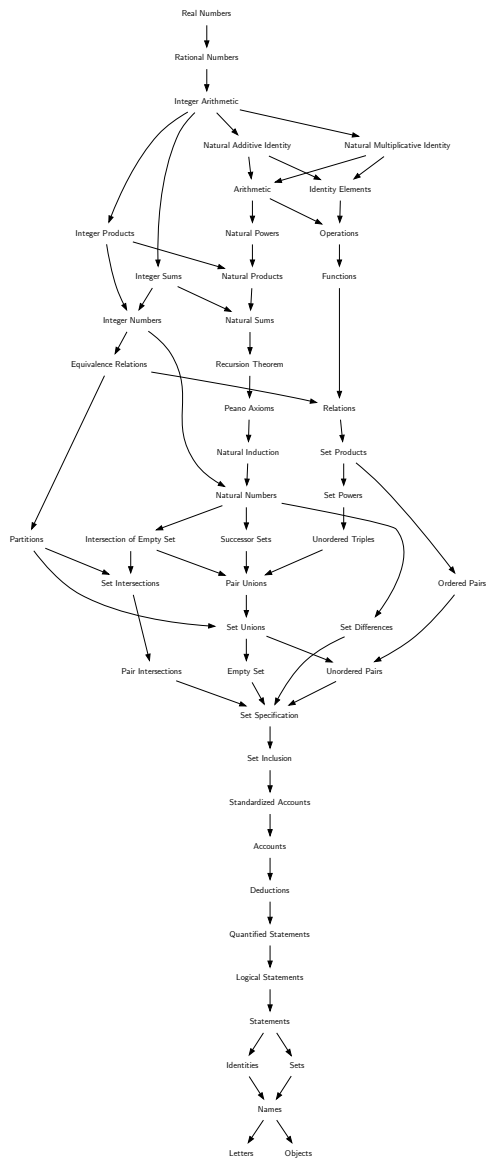 Real Numbers
Rational Numbers
Integer Arithmetic
Natural Additive Identity
Natural Multiplicative Identity
Arithmetic
Identity Elements
Integer Products
Natural Powers
Operations
Integer Sums
Natural Products
Functions
Integer Numbers
Natural Sums
Equivalence Relations
Recursion Theorem
Peano Axioms
Relations
Natural Induction
Set Products
Natural Numbers
Set Powers
Partitions
Intersection of Empty Set
Successor Sets
Unordered Triples
Set Intersections
Pair Unions
Ordered Pairs
Set Unions
Set Differences
Pair Intersections
Empty Set
Unordered Pairs
Set Specification
Set Inclusion
Standardized Accounts
Accounts
Deductions
Quantified Statements
Logical Statements
Statements
Identities
Sets
Names
Letters
Objects